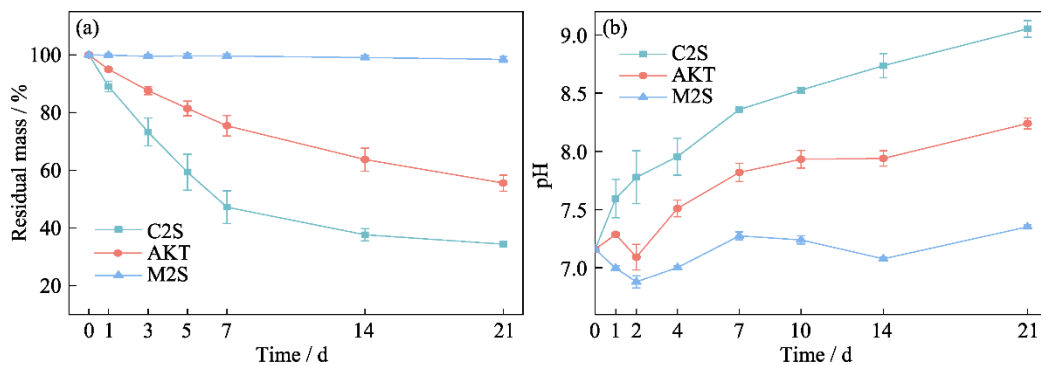 (a)
Residual mass / %
100
80
60
40
20
C2S
AKT
M2S
0 1 3 5 7 14 21
Time / d
(b)
pH
9.0
8.5
8.0
7.5
7.0
C2S
AKT
M2S
0 1 2 4 7 10 14 21
Time / d